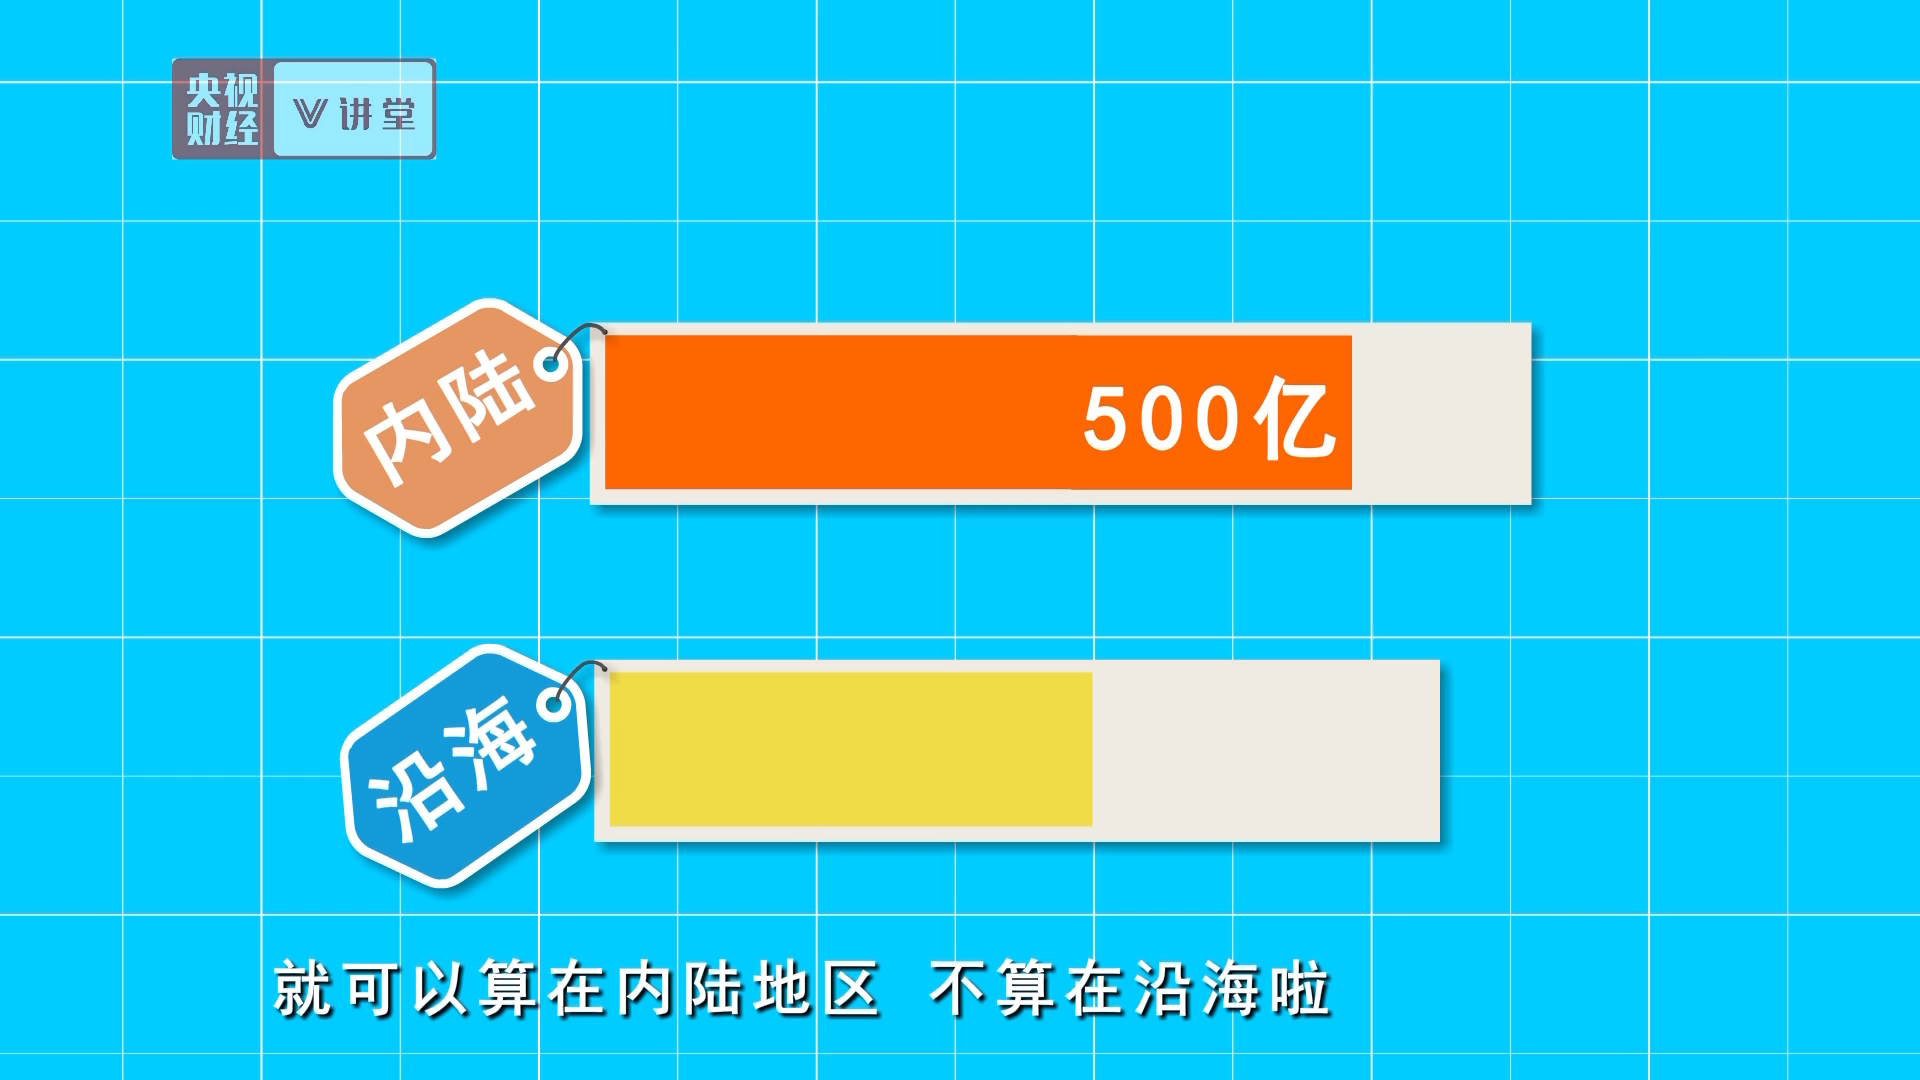 央视
财经
V讲堂
内陆
500亿
沿海
就可以算在内陆地区 不算在沿海啦